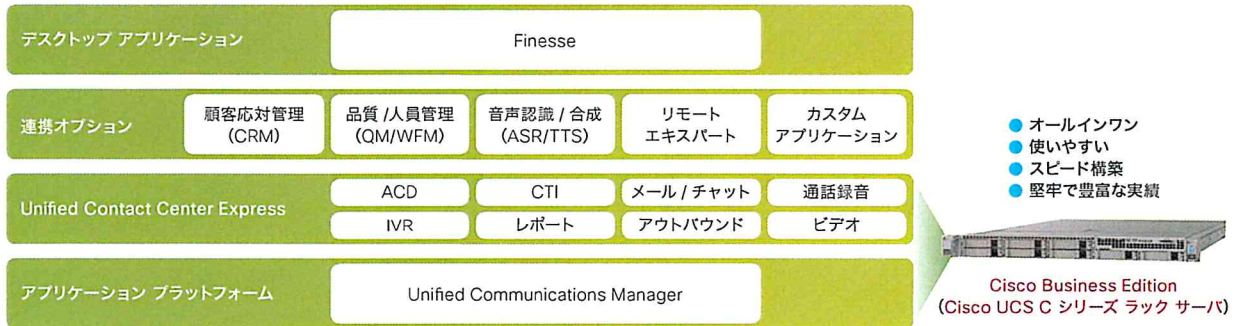 デスクトップ アプリケーション
Finesse
連携オプション
顧客応対管理
(CRM)
品質 /人員管理
(QM/WFM)
音声認識 / 合成
(ASR/TTS)
リモート
エキスパート
カスタム
アプリケーション
Unified Contact Center Express
ACD
CTI
メール / チャット
通話録音
IVR
レポート
アウトバウンド
ビデオ
アプリケーション プラットフォーム
Unified Communications Manager
オールインワン
使いやすい
スピード構築
堅牢で豊富な実績
Cisco Business Edition
(Cisco UCS C シリーズ ラック サーバ)